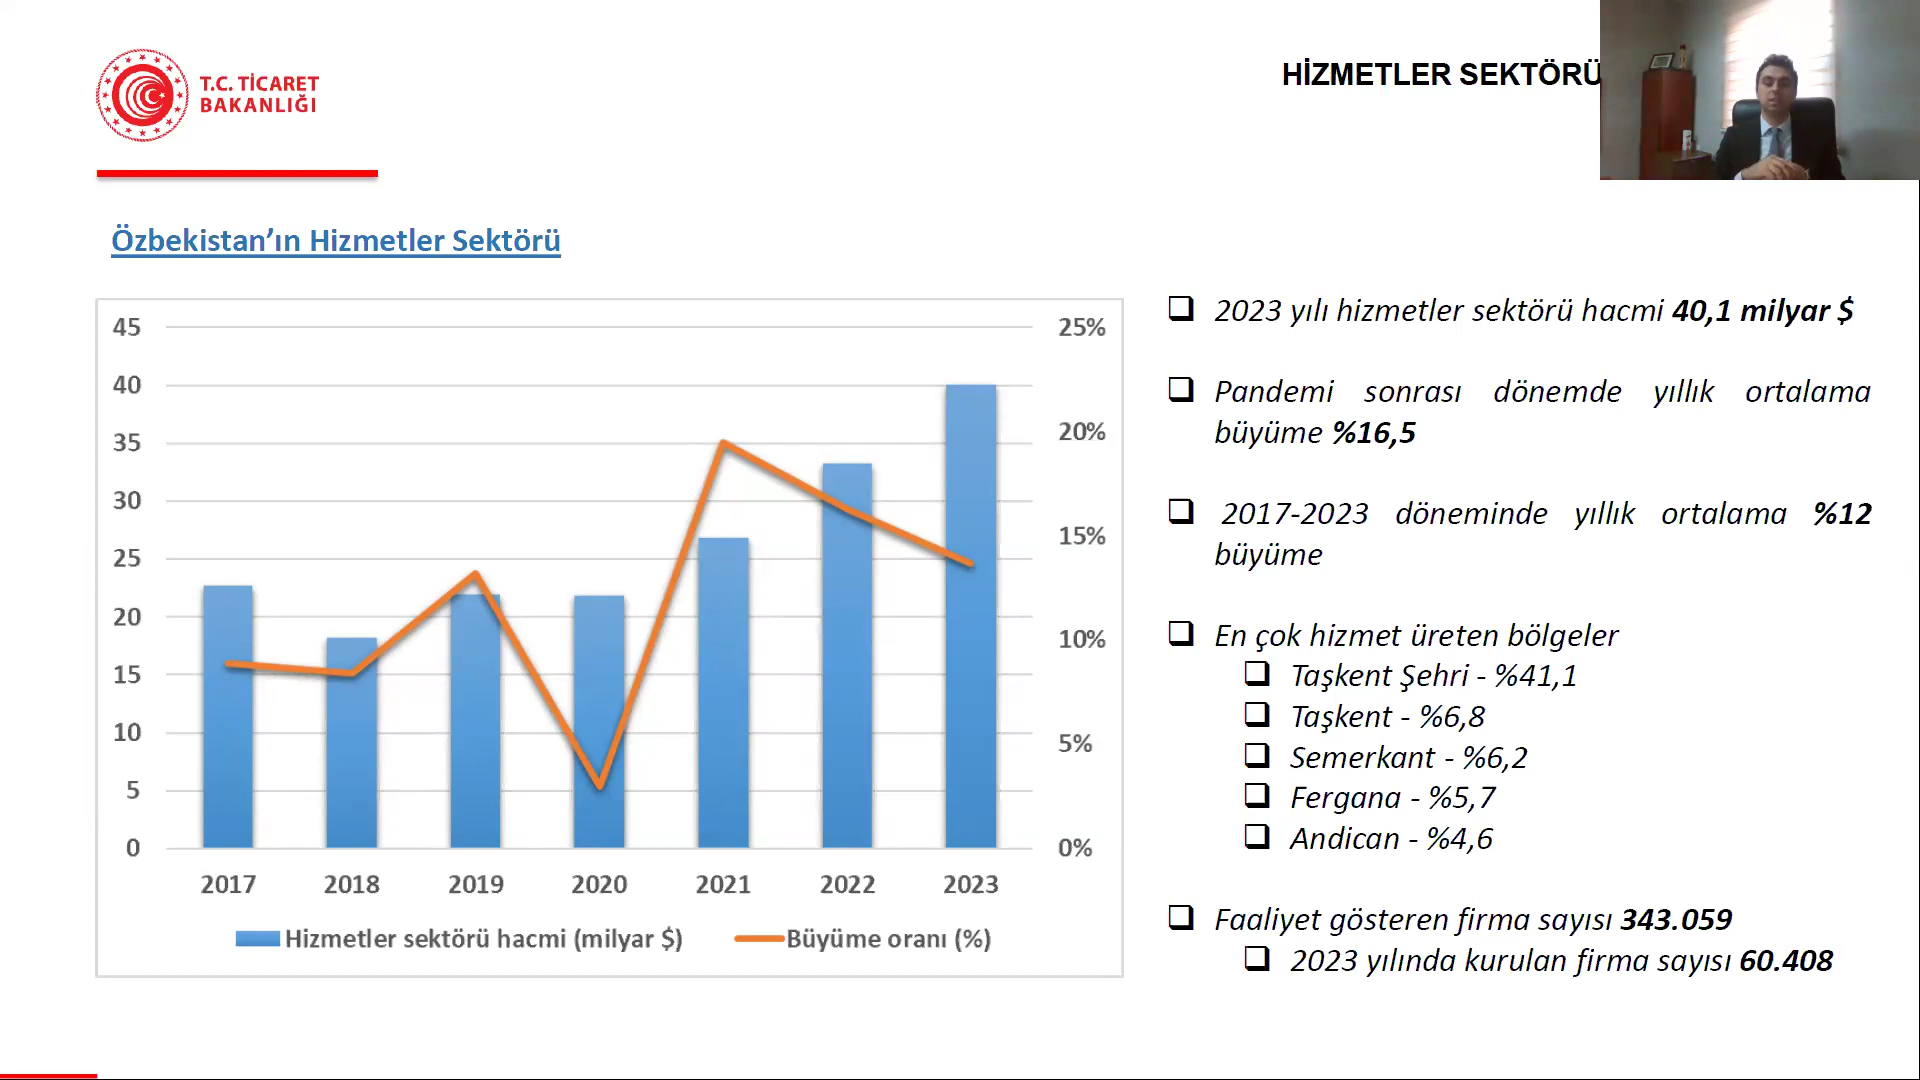 T.C. TİCARET
BAKANLIĞI
HİZMETLER SEKTÖRÜ
Özbekistan’ın Hizmetler Sektörü
45
40
35
30
25
20
15
10
5
0
25%
20%
15%
10%
5%
0%
2017 2018 2019 2020 2021 2022 2023
Hizmetler sektörü hacmi (milyar $) Büyüme oranı (%)
2023 yılı hizmetler sektörü hacmi 40,1 milyar $
Pandemi sonrası dönemde yıllık ortalama
büyüme %16,5
2017-2023 döneminde yıllık ortalama %12
büyüme
En çok hizmet üreten bölgeler
Taşkent Şehri - %41,1
Taşkent - %6,8
Semerkant - %6,2
Fergana - %5,7
Andican - %4,6
Faaliyet gösteren firma sayısı 343.059
2023 yılında kurulan firma sayısı 60.408